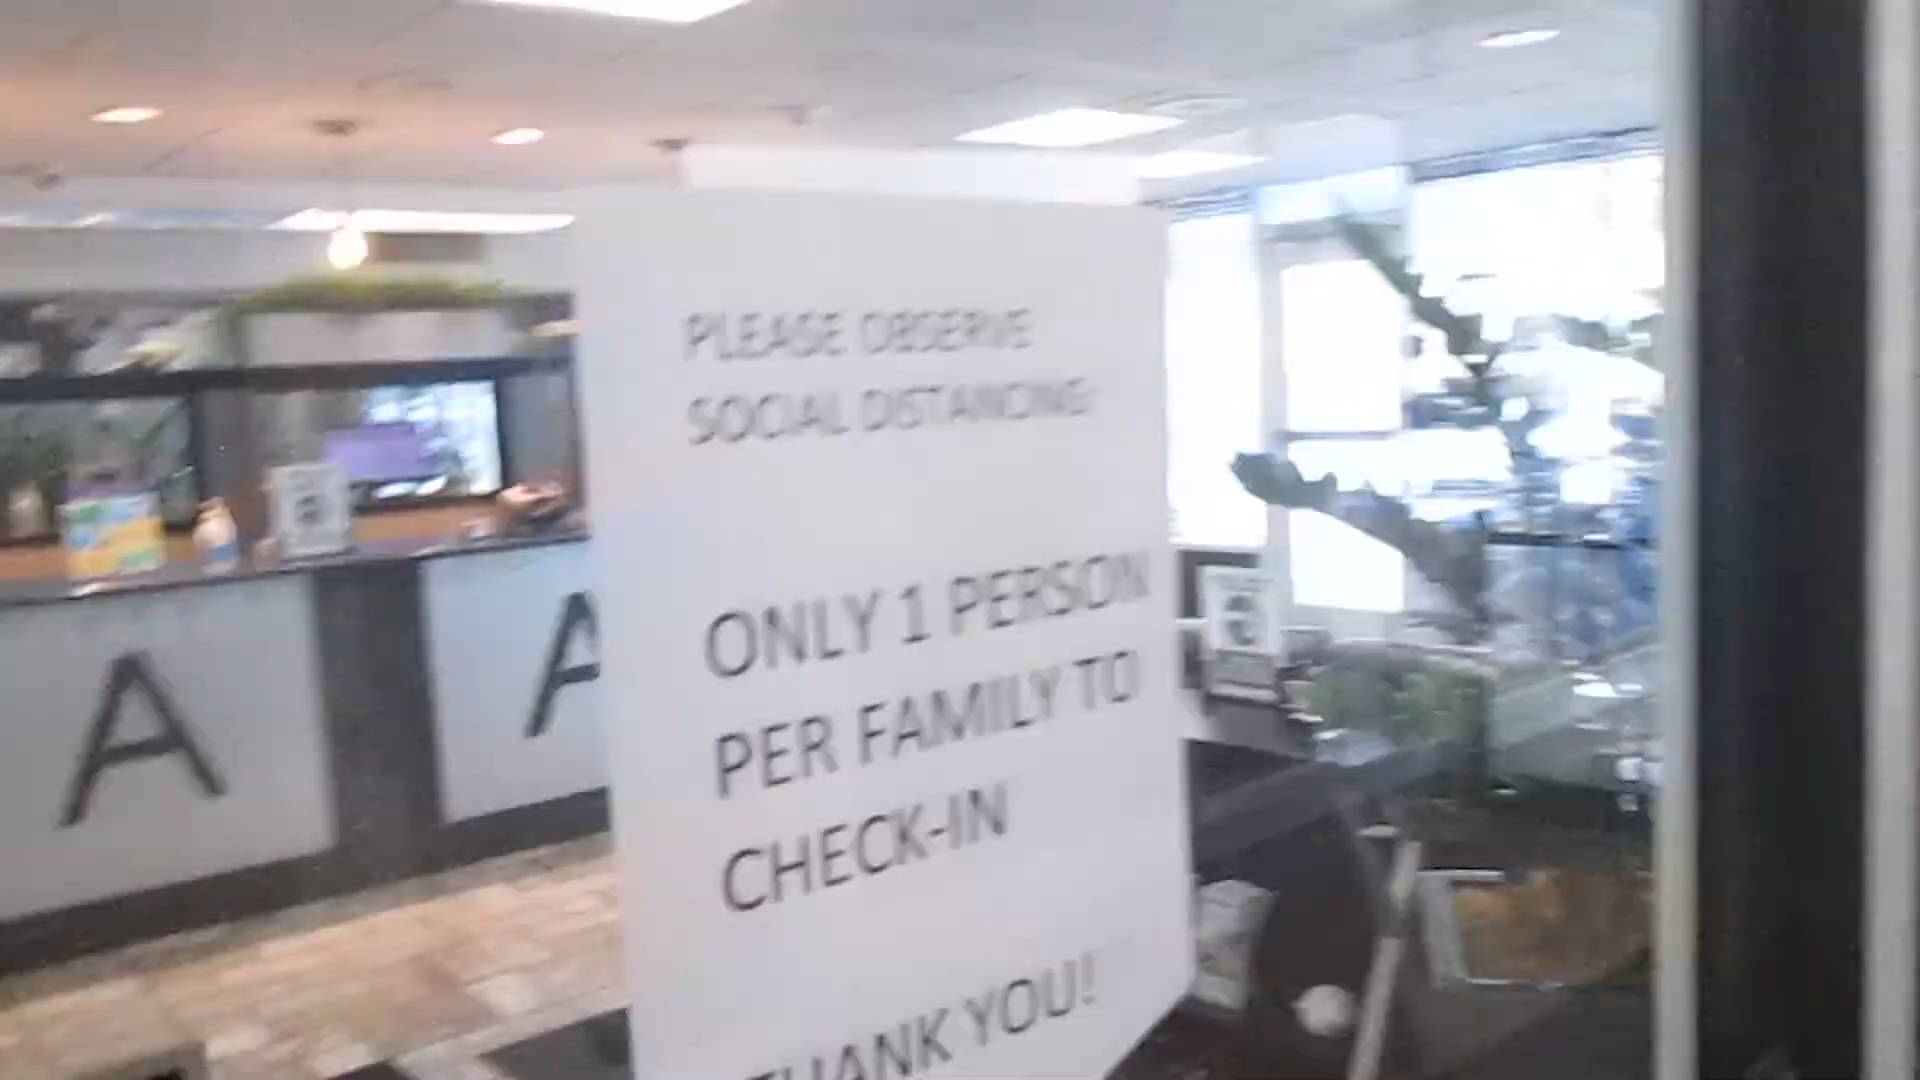 PLEASE OBSERVE
SOCIAL DISTANCING:
ONLY 1 PERSON
PER FAMILY TO
CHECK-IN
THANK YOU!
A
A